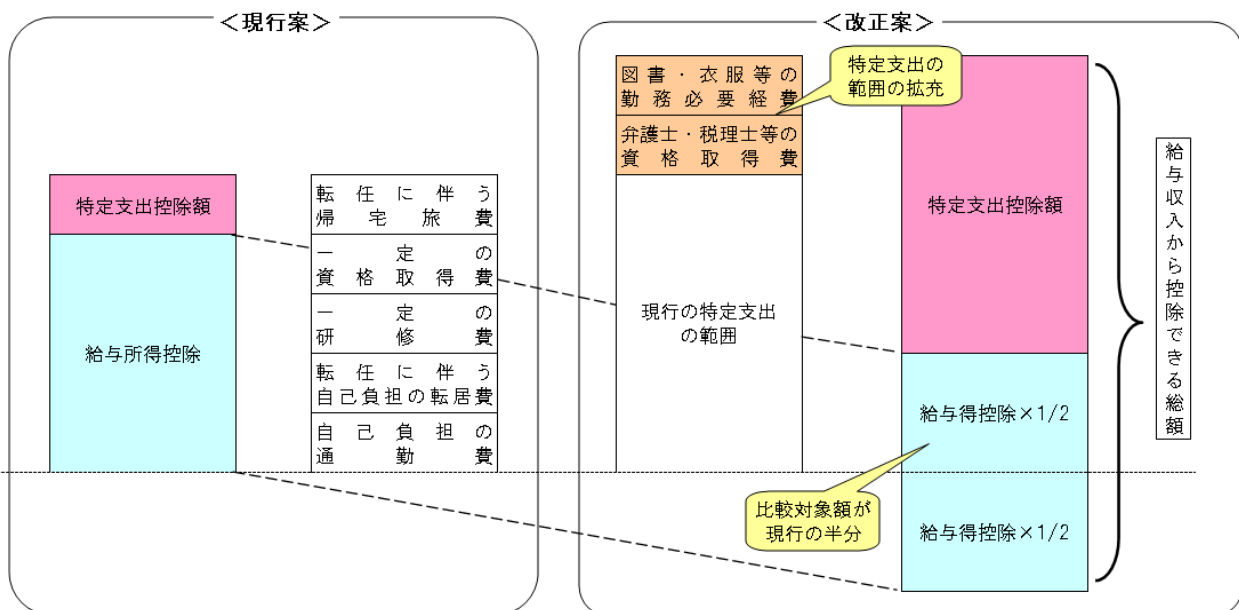 ＜現行案＞
特定支出控除額
給与所得控除
転任に伴う
帰宅旅費
一定の
資格取得費
一定の
研修費
転任に伴う
自己負担の転居費
自己負担の
通勤費
＜改正案＞
図書・衣服等の
勤務必要経費
弁護士・税理士等の
資格取得費
現行の特定支出
の範囲
特定支出の
範囲の拡充
特定支出控除額
給与得控除×1/2
比較対象額が
現行の半分
給与得控除×1/2
給与収入から控除できる総額